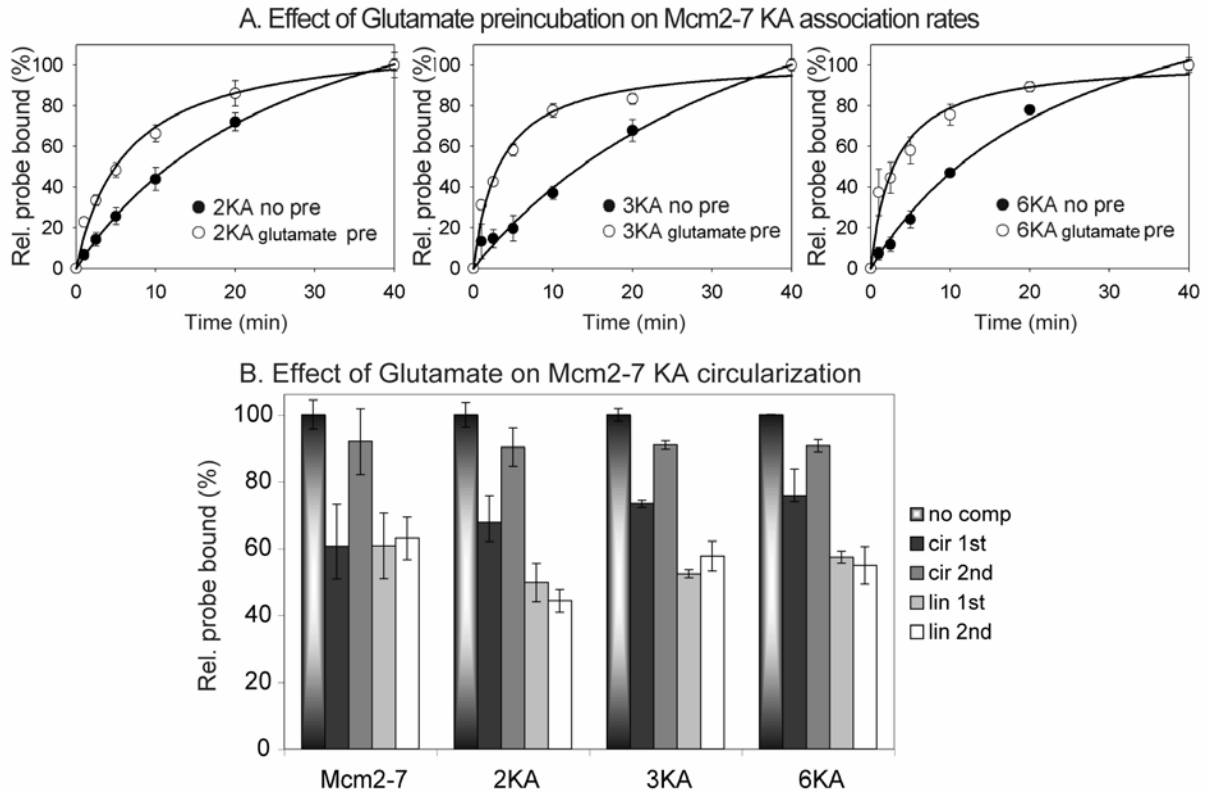 A. Effect of Glutamate preincubation on Mcm2-7 KA association rates
Rel. probe bound (%)
100
80
60
40
20
0
2KA no pre
2KA glutamate pre
0 10 20 30 40
Time (min)
Rel. probe bound (%)
100
80
60
40
20
0
3KA no pre
3KA glutamate pre
0 10 20 30 40
Time (min)
Rel. probe bound (%)
100
80
60
40
20
0
6KA no pre
6KA glutamate pre
0 10 20 30 40
Time (min)
B. Effect of Glutamate on Mcm2-7 KA circularization
Rel. probe bound (%)
100
80
60
40
20
0
Mcm2-7 2KA 3KA 6KA
no comp
cir 1st
cir 2nd
lin 1st
lin 2nd